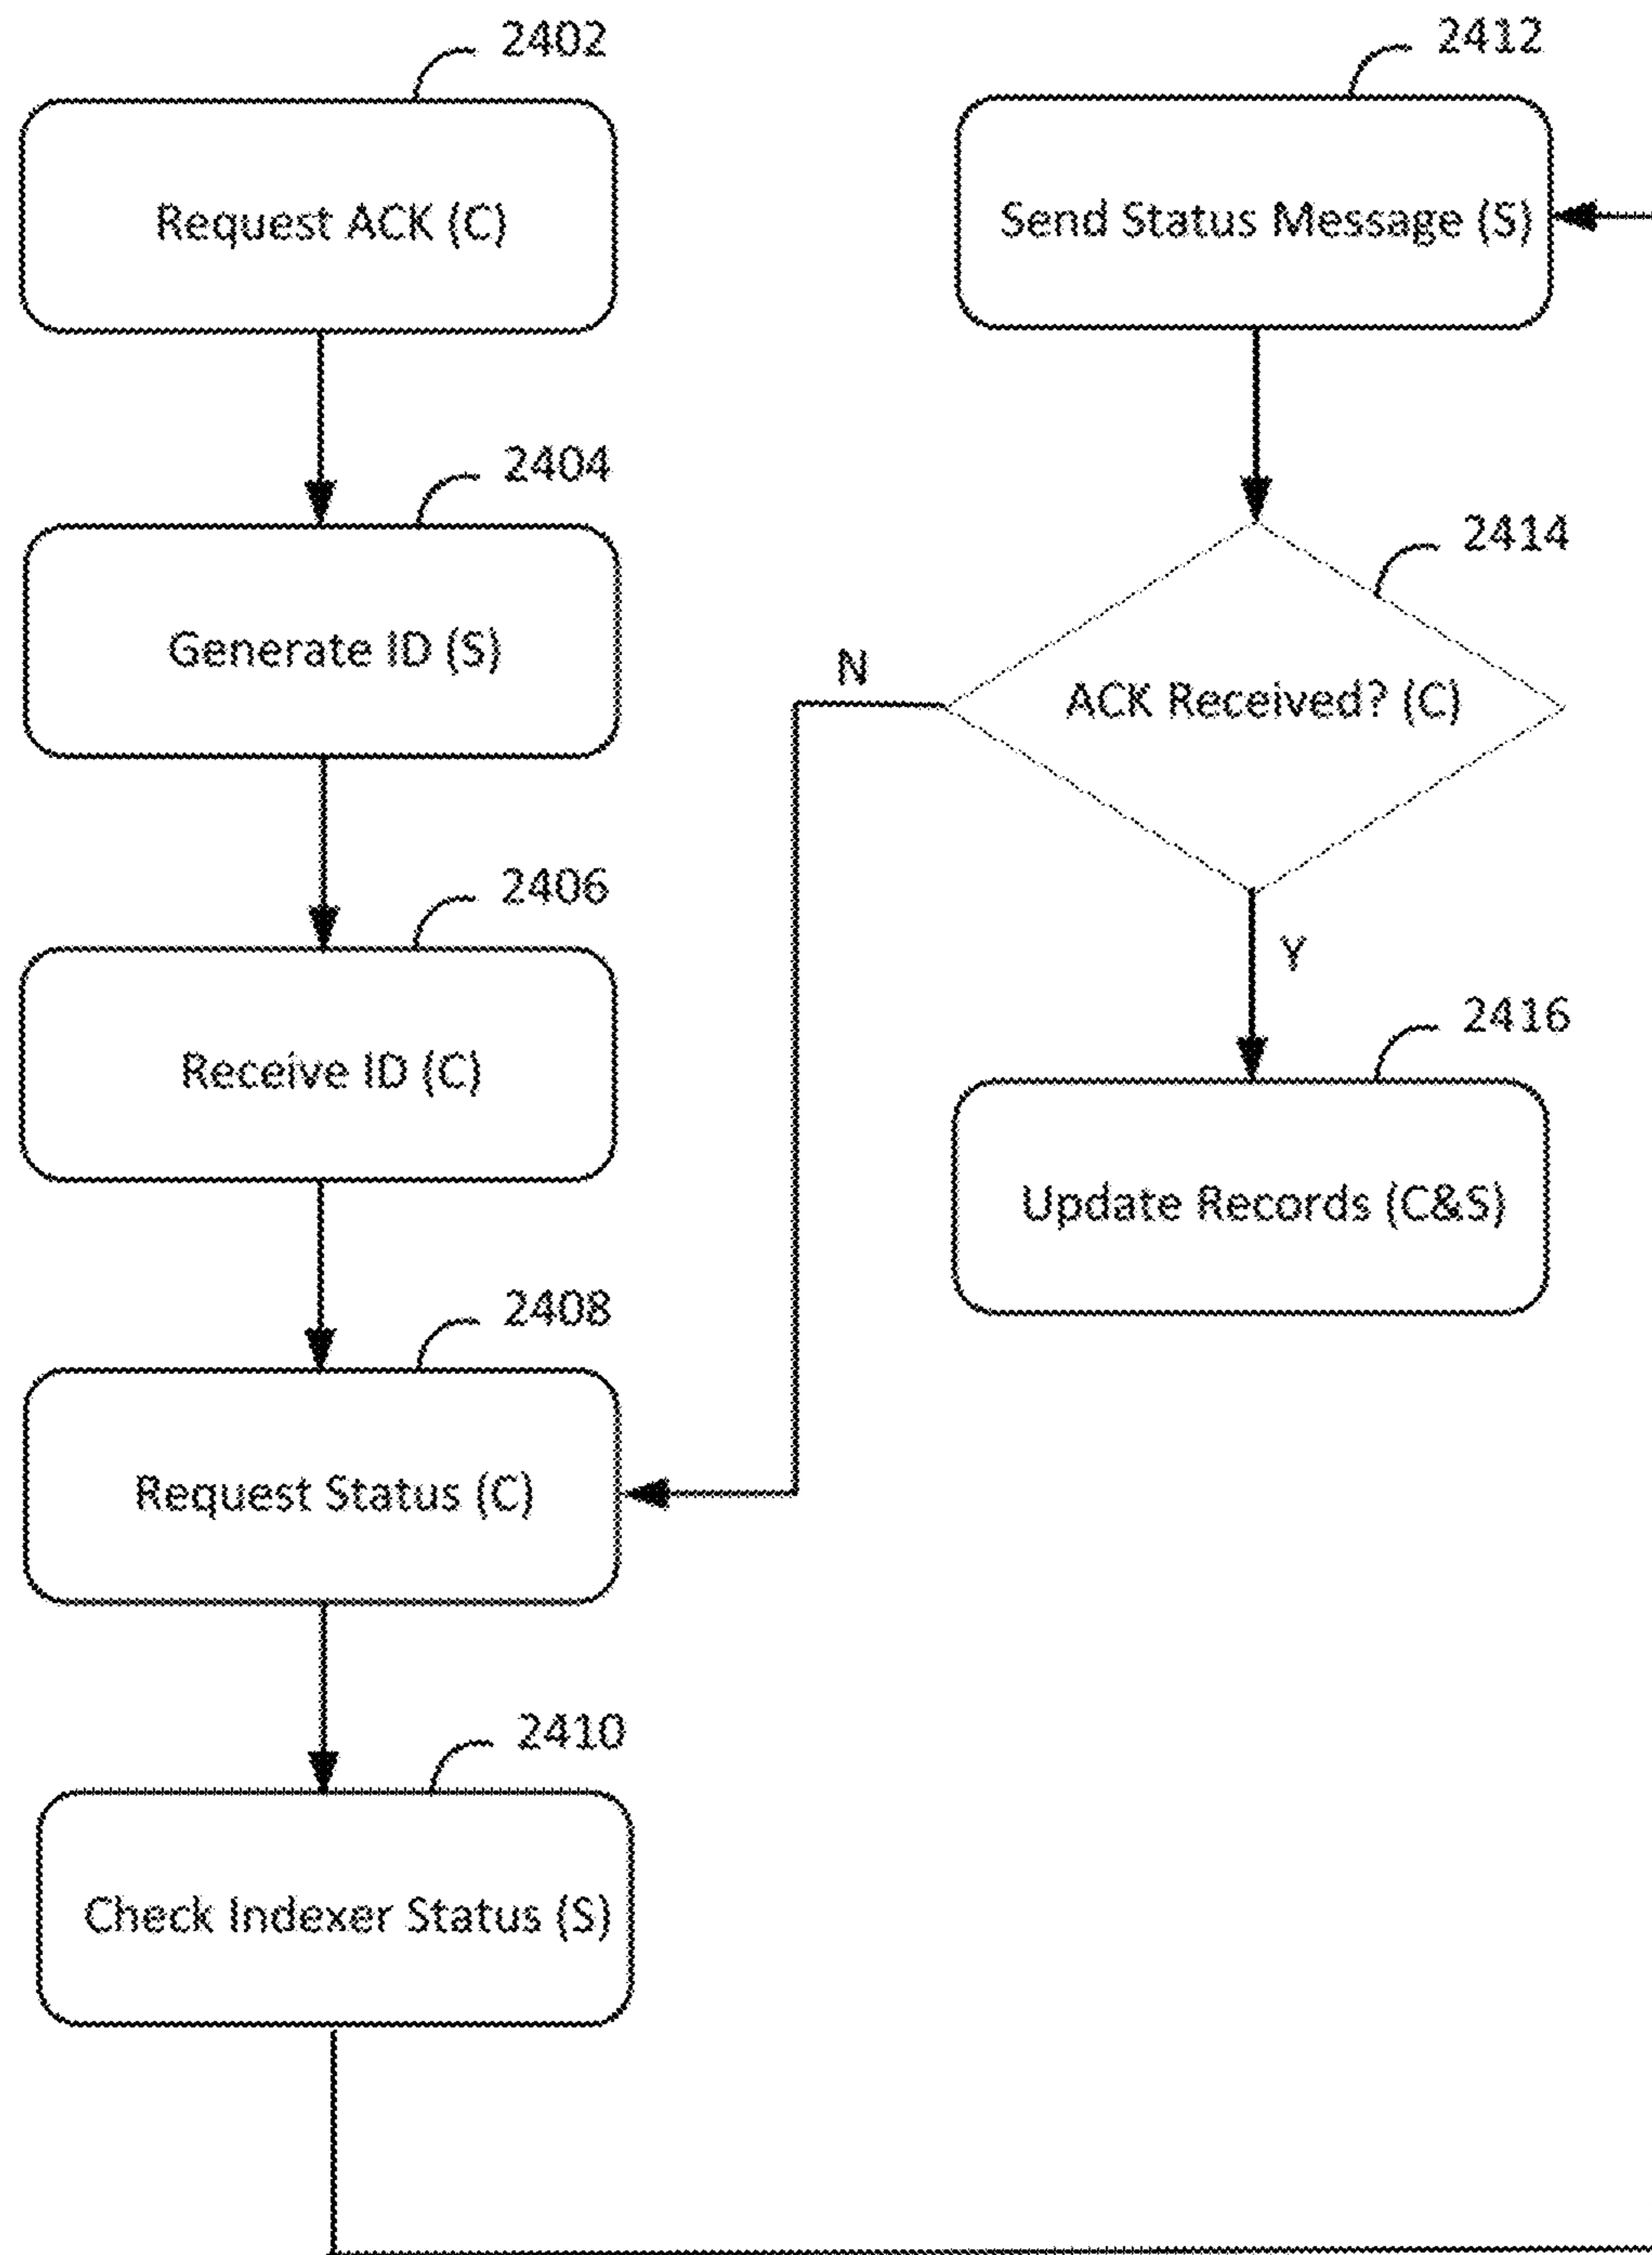 2402
Request ACK (C)
2404
Generate ID (S)
2406
Receive ID (C)
2408
Request Status (C)
2410
Check Indexer Status (S)
2412
Send Status Message (S)
2414
N
ACK Received? (C)
Y
2416
Update Records (C&S)